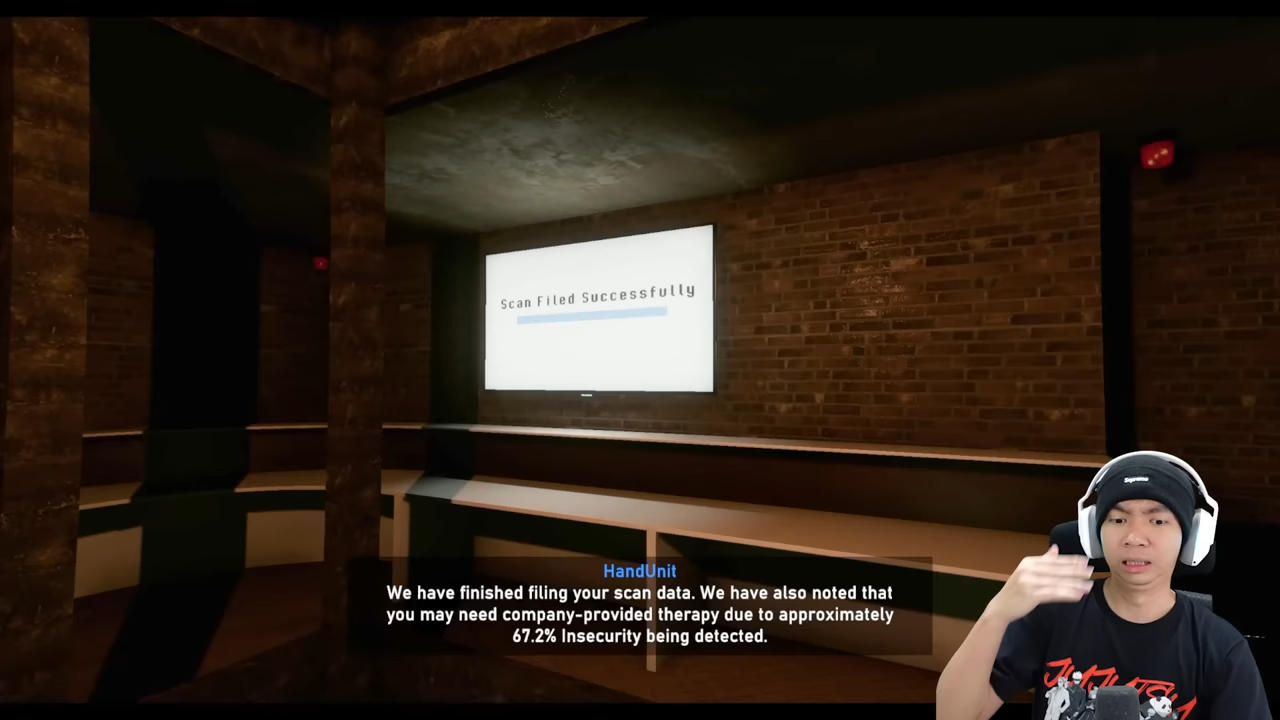 Scan Filed Successfully
HandUnit
We have finished filing your scan data. We have also noted that
you may need company-provided therapy due to approximately
67.2% Insecurity being detected.
Supreme